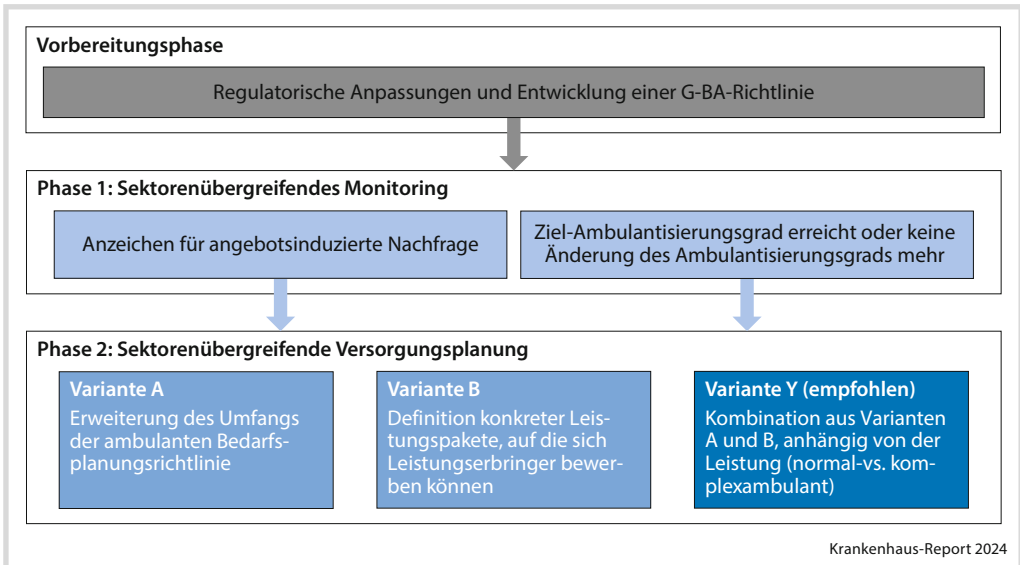 Vorbereitungsphase
Regulatorische Anpassungen und Entwicklung einer G-BA-Richtlinie
Phase 1: Sektorenübergreifendes Monitoring
Anzeichen für angebotsinduzierte Nachfrage
Ziel-Ambulantisierungsgrad erreicht oder keine
Änderung des Ambulantisierungsgrads mehr
Phase 2: Sektorenübergreifende Versorgungsplanung
Variante A
Erweiterung des Umfangs
der ambulanten Bedarfs-
planungsrichtlinie
Variante B
Definition konkreter Leis-
tungspakete, auf die sich
Leistungserbringer bewer-
ben können
Variante Y (empfohlen)
Kombination aus Varianten
A und B, anhängig von der
Leistung (normal-vs. kom-
plexambulant)
Krankenhaus-Report 2024